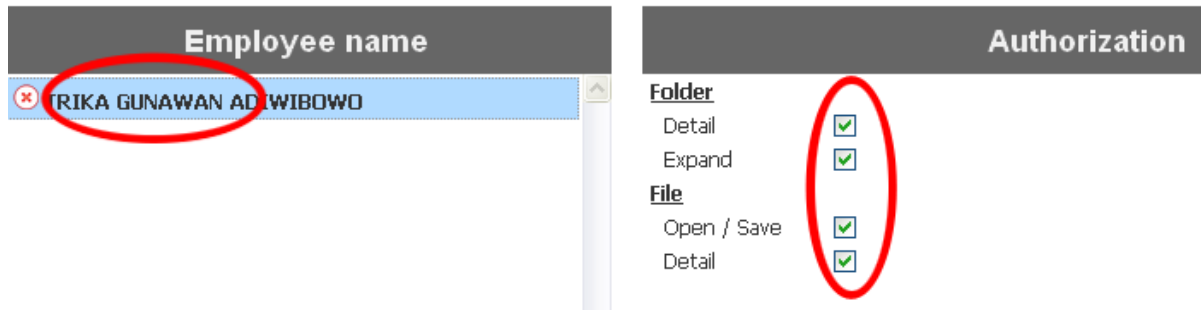 Employee name
TRIKA GUNAWAN ADIWIBOWO
Authorization
Folder
Detail
Expand
File
Open / Save
Detail